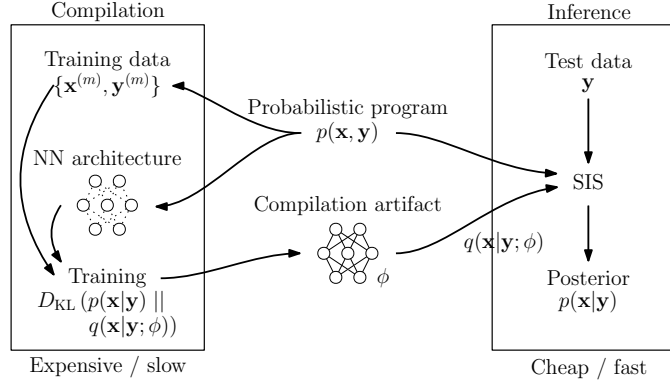 Compilation
Training data
{x^(m), y^(m)}
NN architecture
Training
D_KL (p(x|y) ||
q(x|y; ϕ))
Expensive / slow
Probabilistic program
p(x, y)
Compilation artifact
ϕ
q(x|y; ϕ)
Inference
Test data
y
SIS
Posterior
p(x|y)
Cheap / fast